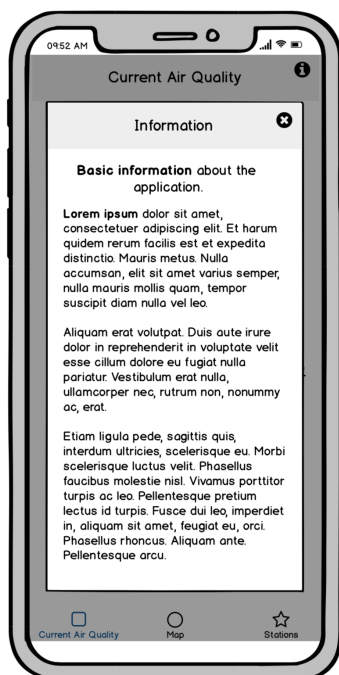 09:52 AM
Current Air Quality
Information
Basic information about the
application.
Lorem ipsum dolor sit amet,
consectetuer adipiscing elit. Et harum
quidem rerum facilis est et expedita
distinctio. Mauris metus. Nulla
accumsan, elit sit amet varius semper,
nulla mauris mollis quam, tempor
suscipit diam nulla vel leo.
Aliquam erat volutpat. Duis aute irure
dolor in reprehenderit in voluptate velit
esse cillum dolore eu fugiat nulla
pariatur. Vestibulum erat nulla,
ullamcorper nec, rutrum non, nonummy
ac, erat.
Etiam ligula pede, sagittis quis,
interdum ultricies, scelerisque eu. Morbi
scelerisque luctus velit. Phasellus
faucibus molestie nisl. Vivamus porttitor
turpis ac leo. Pellentesque pretium
lectus id turpis. Fusce dui leo, imperdiet
in, aliquam sit amet, feugiat eu, orci.
Phasellus rhoncus. Aliquam ante.
Pellentesque arcu.
Current Air Quality Map Stations